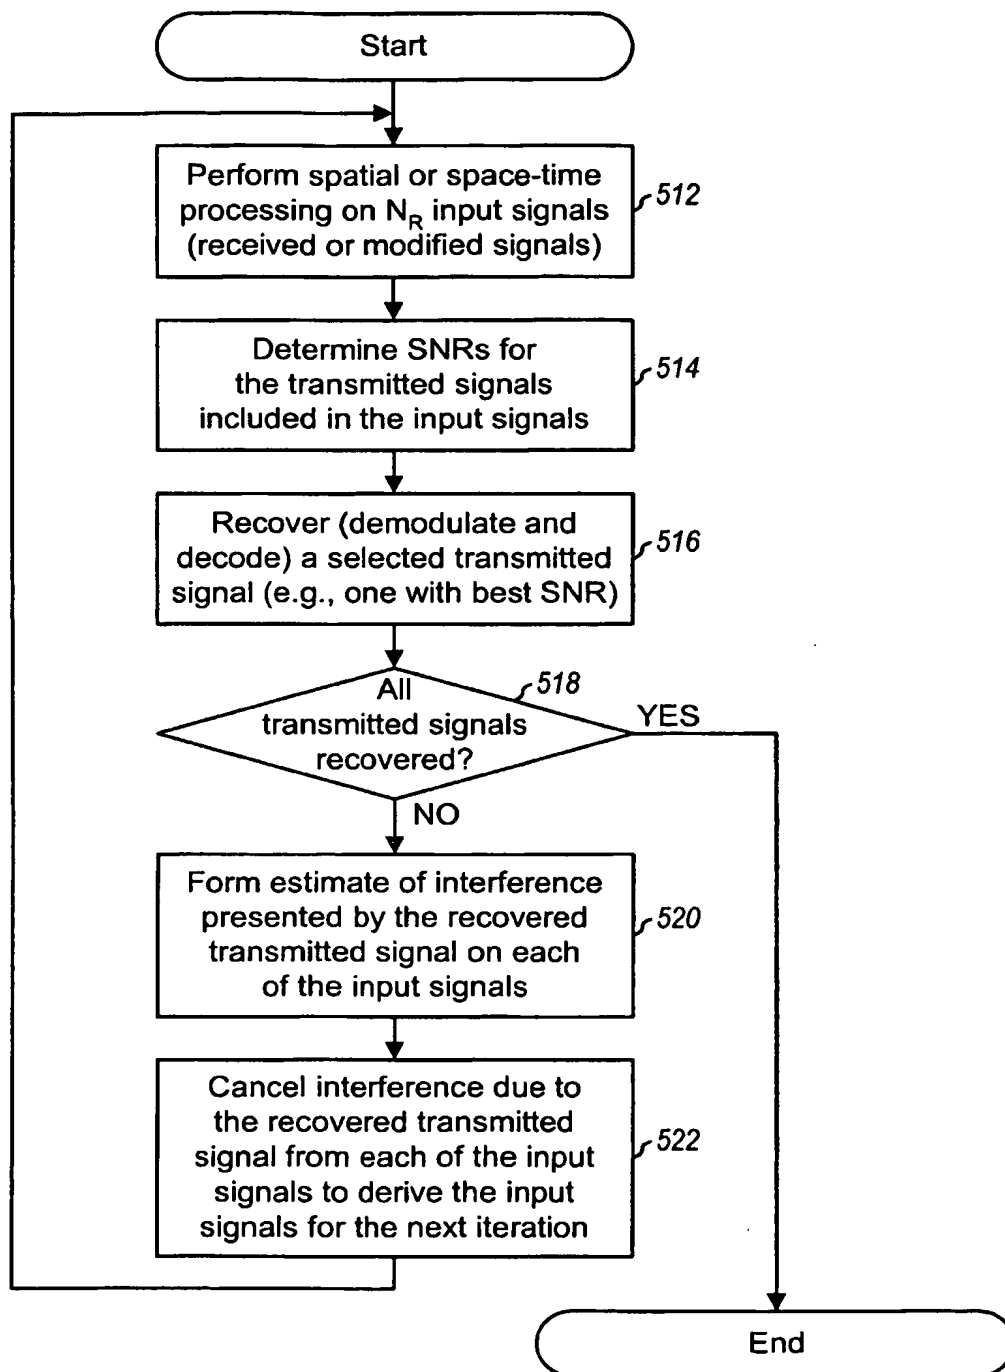 Start
Perform spatial or space-time
processing on NR input signals
(received or modified signals)
512
Determine SNRs for
the transmitted signals
included in the input signals
514
Recover (demodulate and
decode) a selected transmitted
signal (e.g., one with best SNR)
516
All
transmitted signals
recovered?
518
YES
NO
Form estimate of interference
presented by the recovered
transmitted signal on each
of the input signals
520
Cancel interference due to
the recovered transmitted
signal from each of the input
signals to derive the input
signals for the next iteration
522
End